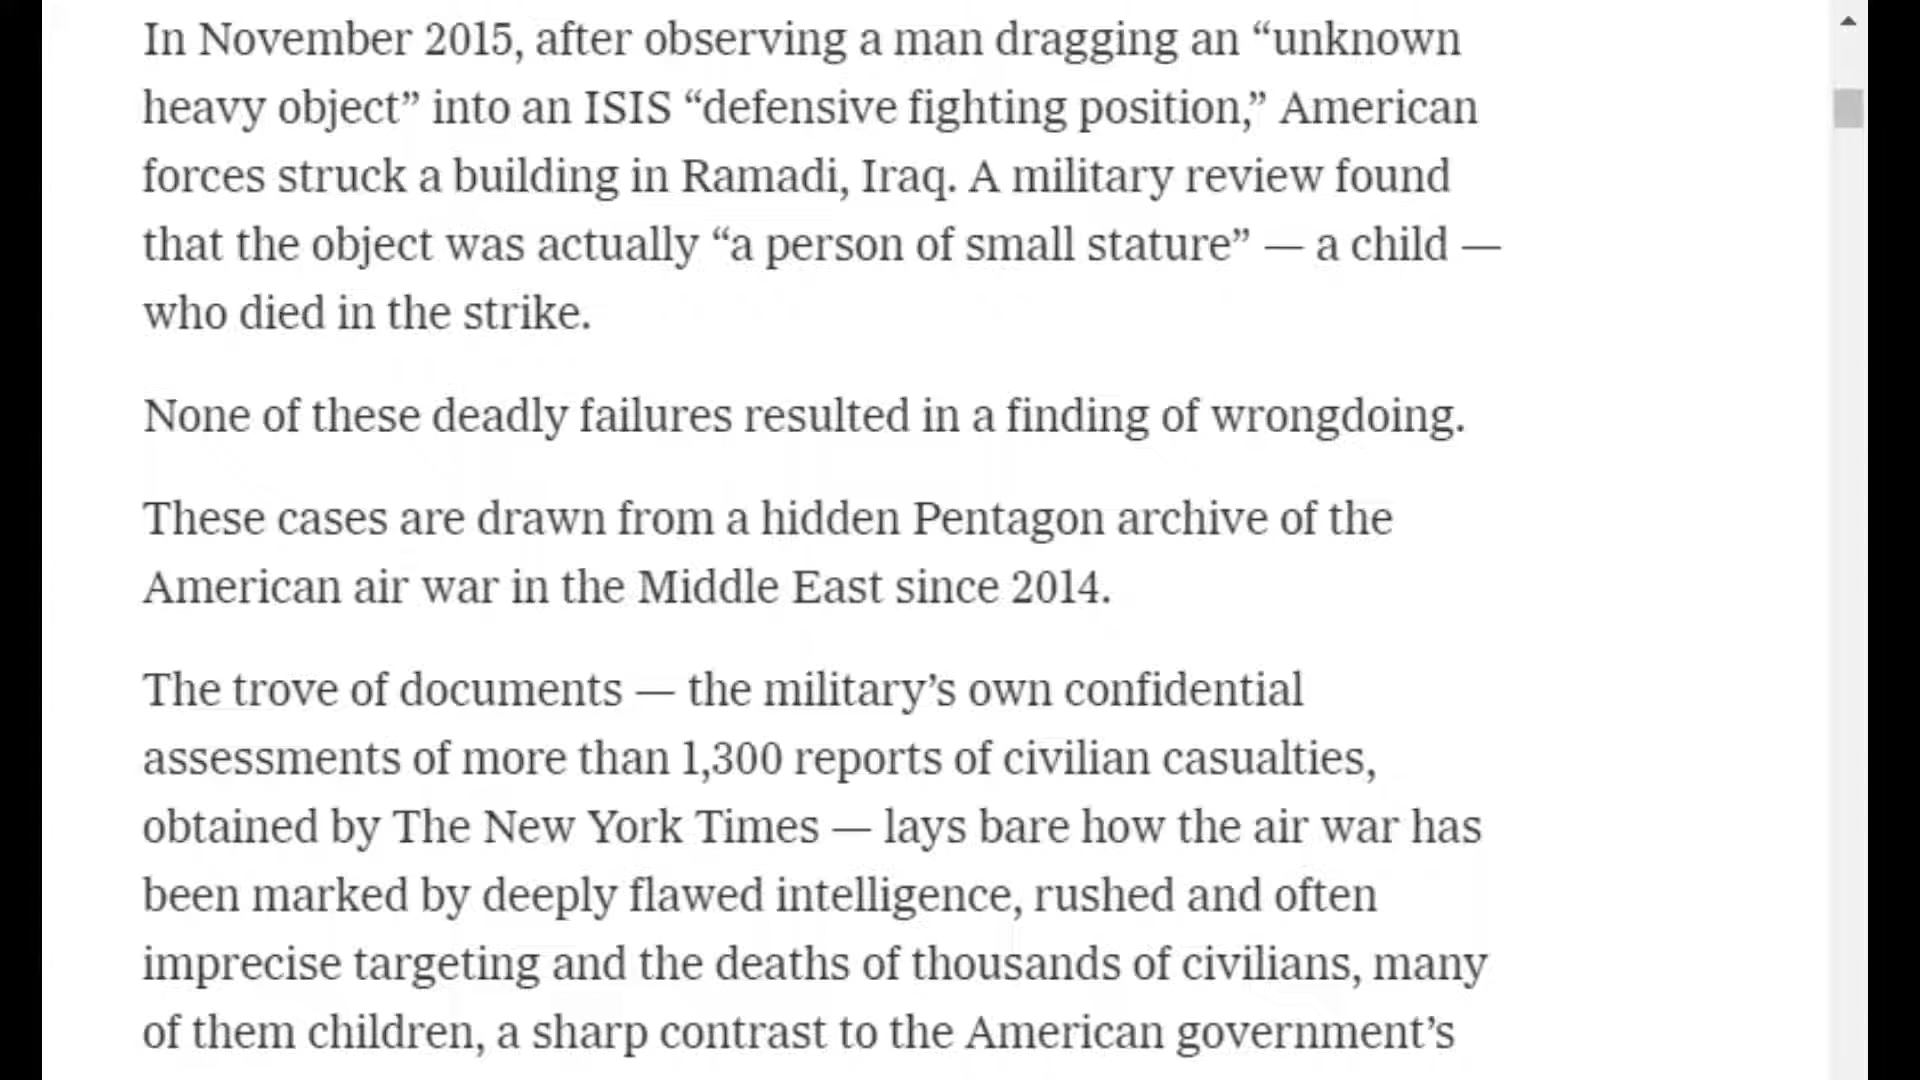 In November 2015, after observing a man dragging an “unknown
heavy object” into an ISIS “defensive fighting position,” American
forces struck a building in Ramadi, Iraq. A military review found
that the object was actually “a person of small stature” — a child —
who died in the strike.
None of these deadly failures resulted in a finding of wrongdoing.
These cases are drawn from a hidden Pentagon archive of the
American air war in the Middle East since 2014.
The trove of documents — the military’s own confidential
assessments of more than 1,300 reports of civilian casualties,
obtained by The New York Times — lays bare how the air war has
been marked by deeply flawed intelligence, rushed and often
imprecise targeting and the deaths of thousands of civilians, many
of them children, a sharp contrast to the American government’s